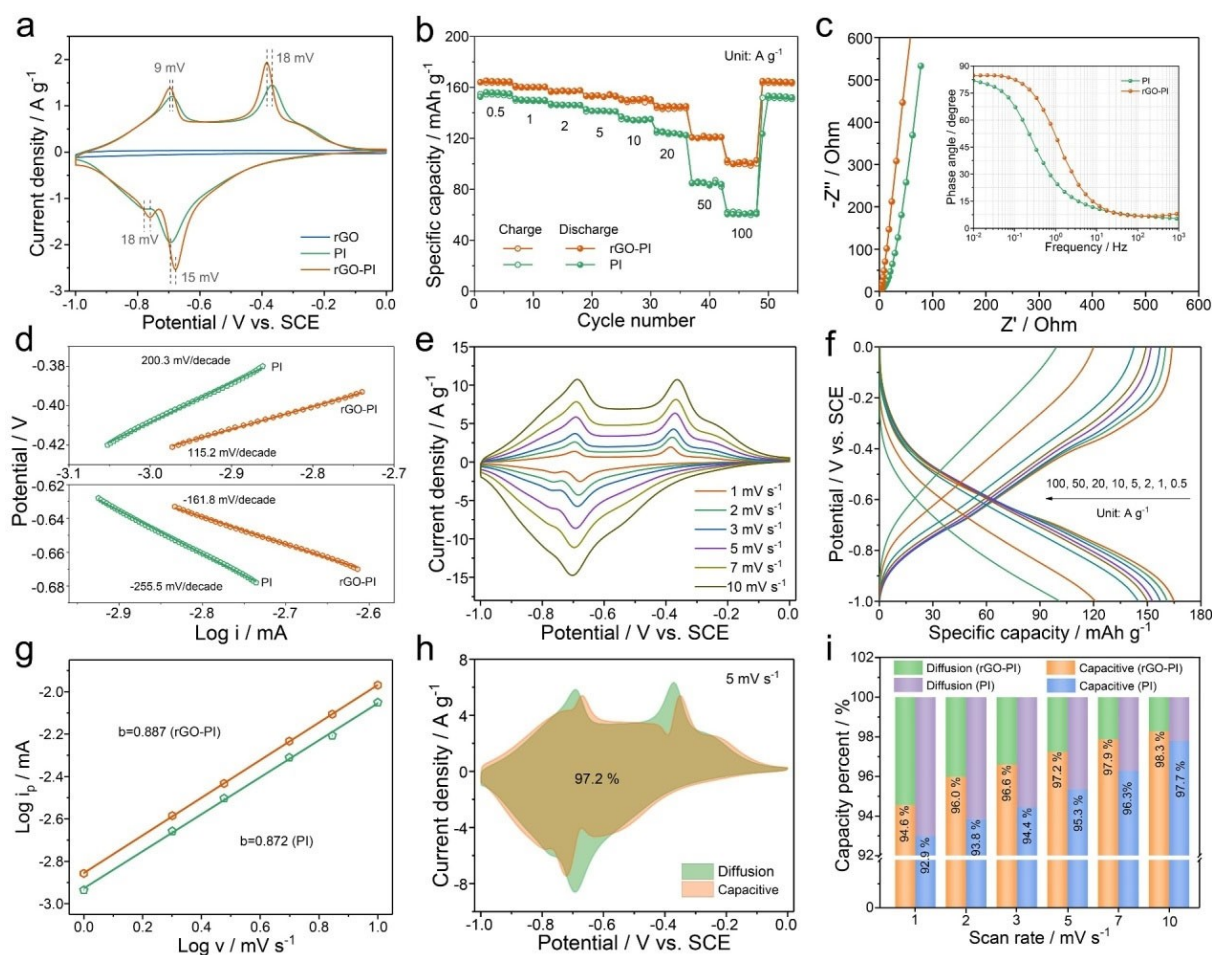 a
Current density / A g-1
2
1
0
-1
-2
-3
9 mV
18 mV
18 mV
15 mV
rGO
PI
rGO-PI
-1.0
-0.8
-0.6
-0.4
-0.2
0.0
Potential / V vs. SCE
b
Specific capacity / mAh g-1
200
160
120
80
40
0
Unit: A g-1
0.5
1
2
5
10
20
50
100
Charge
Discharge
rGO-PI
PI
0
10
20
30
40
50
Cycle number
c
-Z'' / Ohm
600
500
400
300
200
100
0
Phase angle / degree
90
75
60
45
30
15
0
PI
rGO-PI
10-2
10-1
100
101
102
103
Frequency / Hz
0
100
200
300
400
500
600
Z' / Ohm
d
Potential / V
-0.38
-0.40
-0.42
200.3 mV/decade
PI
rGO-PI
115.2 mV/decade
-3.1
-3.0
-2.9
-2.8
-2.7
-0.62
-0.64
-0.66
-0.68
-161.8 mV/decade
-255.5 mV/decade
PI
rGO-PI
-2.9
-2.8
-2.7
-2.6
Log i / mA
e
Current density / A g-1
15
10
5
0
-5
-10
-15
1 mV s-1
2 mV s-1
3 mV s-1
5 mV s-1
7 mV s-1
10 mV s-1
-1.0
-0.8
-0.6
-0.4
-0.2
0.0
Potential / V vs. SCE
f
Potential / V vs. SCE
0.0
-0.2
-0.4
-0.6
-0.8
-1.0
100, 50, 20, 10, 5, 2, 1, 0.5
Unit: A g-1
0
30
60
90
120
150
180
Specific capacity / mAh g-1
g
Log ip / mA
-2.0
-2.2
-2.4
-2.6
-2.8
-3.0
b=0.887 (rGO-PI)
b=0.872 (PI)
0.0
0.2
0.4
0.6
0.8
1.0
Log v / mV s-1
h
Current density / A g-1
8
4
0
-4
-8
5 mV s-1
97.2 %
Diffusion
Capacitive
-1.0
-0.8
-0.6
-0.4
-0.2
0.0
Potential / V vs. SCE
i
Capacity percent / %
102
100
98
96
94
92
0
Diffusion (rGO-PI)
Capacitive (rGO-PI)
Diffusion (PI)
Capacitive (PI)
94.6 %
92.9 %
96.0 %
93.8 %
96.6 %
94.4 %
97.2 %
95.3 %
97.9 %
96.3%
98.3 %
97.7 %
1
2
3
5
7
10
Scan rate / mV s-1